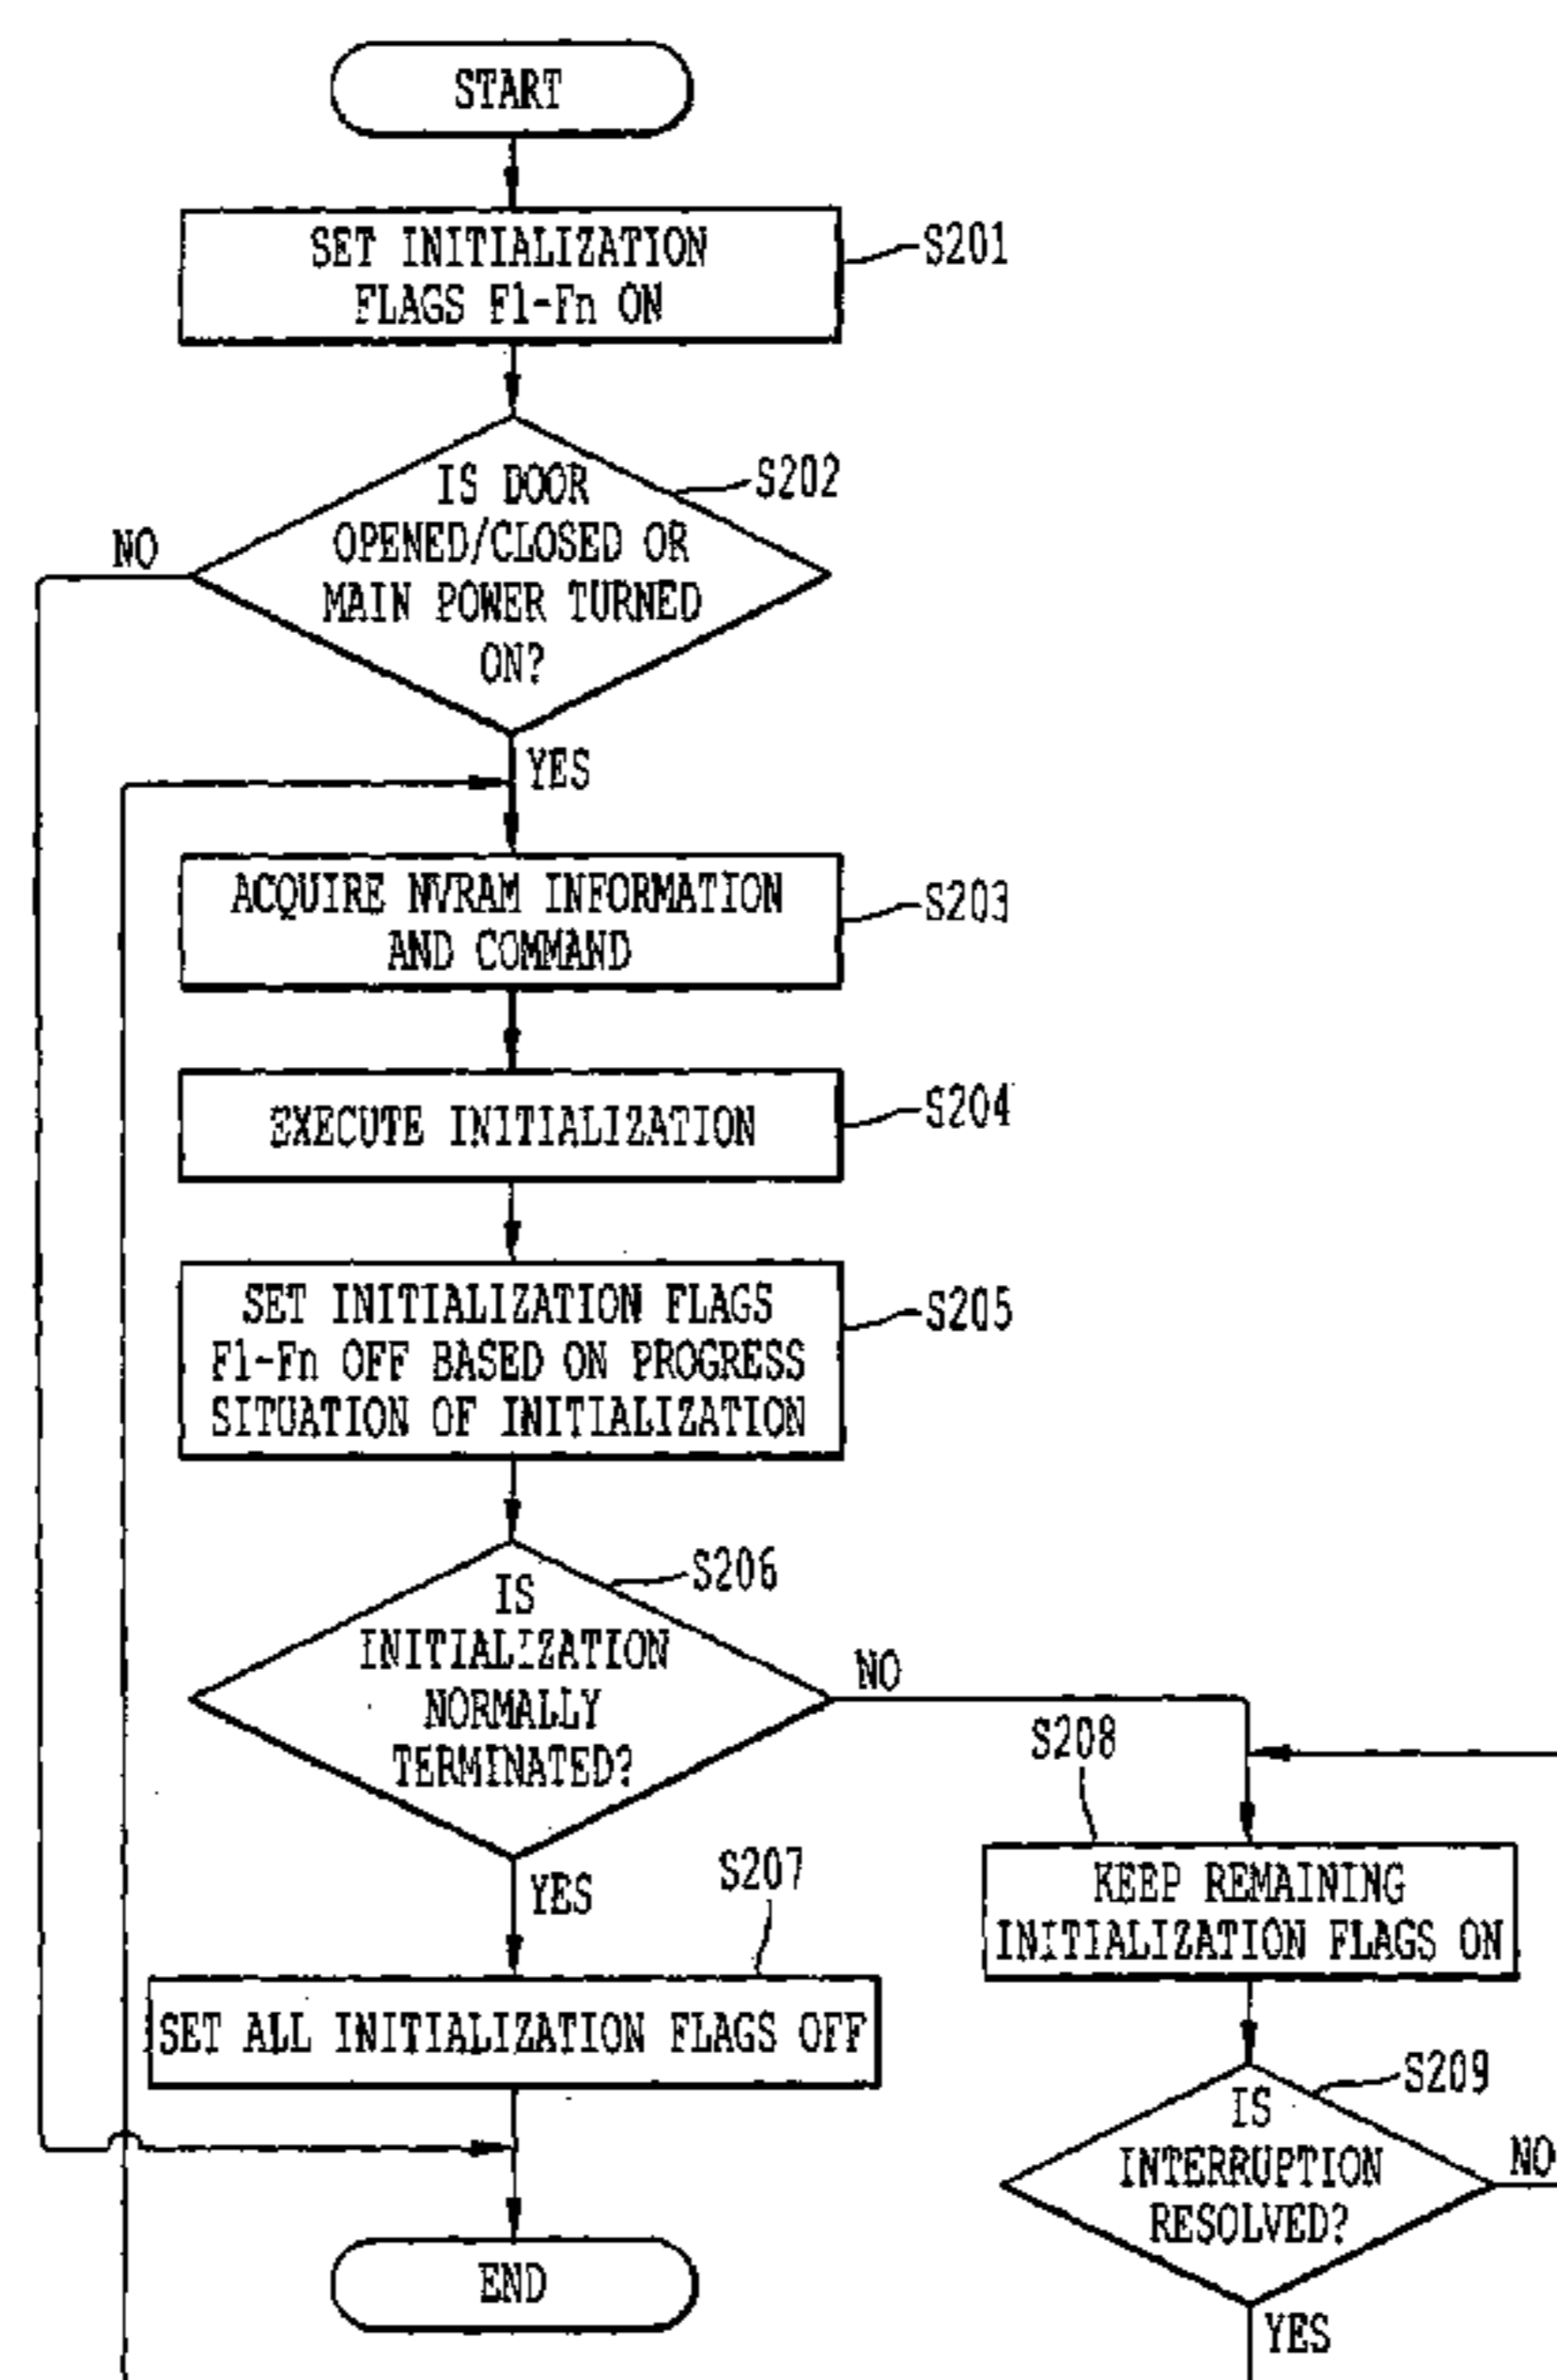 START
SET INITIALIZATION
FLAGS F1-Fn ON
S201
IS DOOR
OPENED/CLOSED OR
MAIN POWER TURNED
ON?
S202
NO
YES
ACQUIRE NVRAM INFORMATION
AND COMMAND
S203
EXECUTE INITIALIZATION
S204
SET INITIALIZATION FLAGS
F1-Fn OFF BASED ON PROGRESS
SITUATION OF INITIALIZATION
S205
IS
INITIALIZATION
NORMALLY
TERMINATED?
S206
NO
YES
S207
SET ALL INITIALIZATION FLAGS OFF
END
S208
KEEP REMAINING
INITIALIZATION FLAGS ON
S209
IS
INTERRUPTION
RESOLVED?
NO
YES